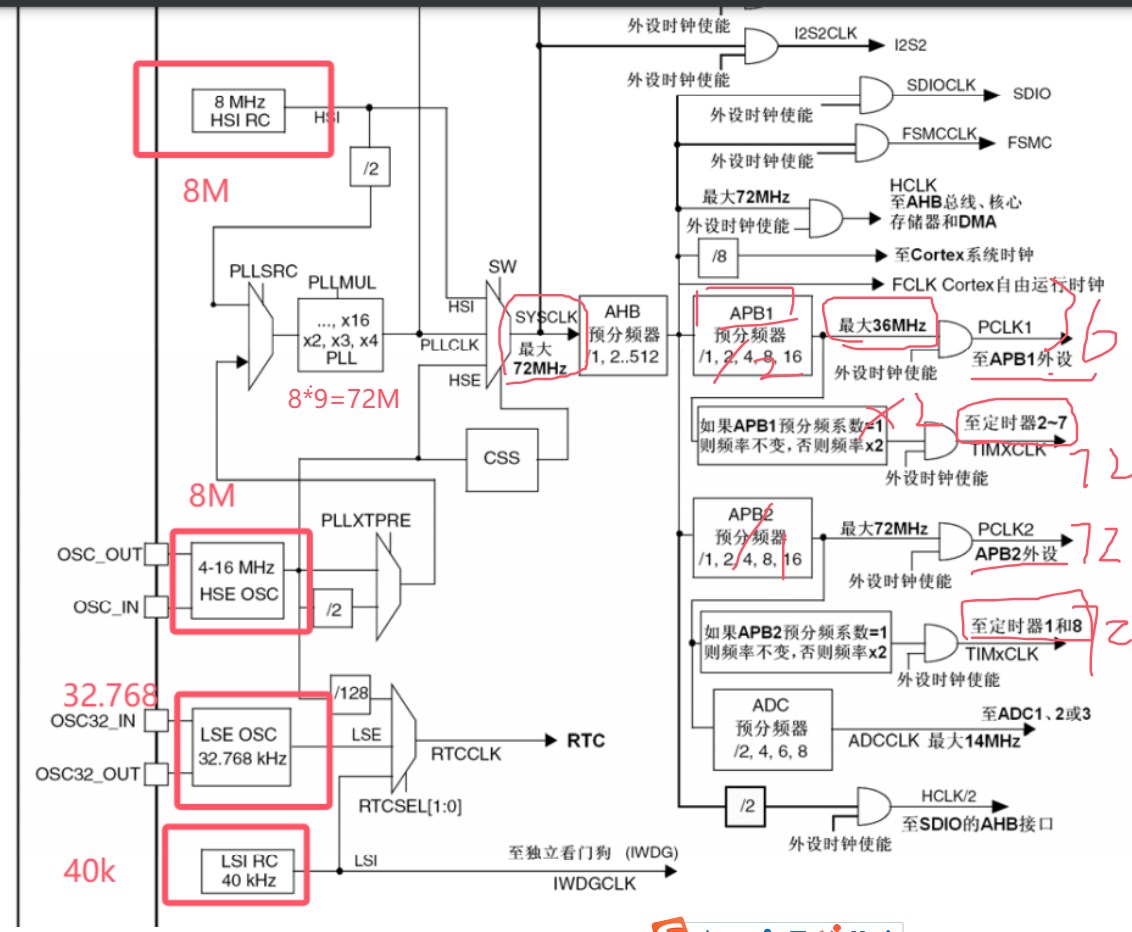 外设时钟使能
I2S2CLK
I2S2
外设时钟使能
SDIOCLK
SDIO
外设时钟使能
FSMCCLK
FSMC
外设时钟使能
8 MHz
HSI RC
HSI
/2
8M
最大72MHz
HCLK
至AHB总线、核心
存储器和DMA
外设时钟使能
/8
至Cortex系统时钟
FCLK Cortex自由运行时钟
PLLSRC
PLLMUL
..., x16
x2, x3, x4
PLL
8*9=72M
SW
HSI
PLLCLK
HSE
SYSCLK
最大
72MHz
AHB
预分频器
/1, 2..512
APB1
预分频器
/1, 2, 4, 8, 16
2
最大36MHz
PCLK1
至APB1外设
外设时钟使能
36
如果APB1预分频系数=1
则频率不变，否则频率x2
x2
至定时器2~7
TIMXCLK
外设时钟使能
72
CSS
8M
PLLXTPRE
OSC_OUT
OSC_IN
4-16 MHz
HSE OSC
/2
APB2
预分频器
/1, 2, 4, 8, 16
1
最大72MHz
PCLK2
APB2外设
外设时钟使能
72
如果APB2预分频系数=1
则频率不变，否则频率x2
至定时器1和8
TIMxCLK
外设时钟使能
72
32.768
OSC32_IN
OSC32_OUT
LSE OSC
32.768 kHz
/128
LSE
RTCCLK
RTC
RTCSEL[1:0]
ADC
预分频器
/2, 4, 6, 8
至ADC1、2或3
ADCCLK 最大14MHz
/2
HCLK/2
至SDIO的AHB接口
外设时钟使能
40k
LSI RC
40 kHz
LSI
至独立看门狗 (IWDG)
IWDGCLK